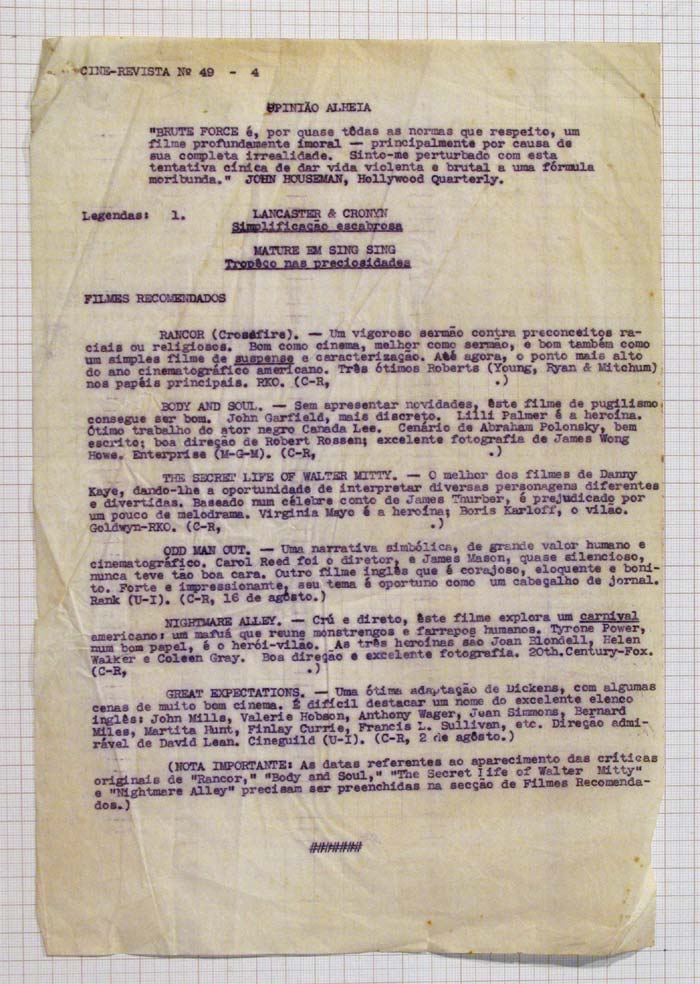 CINE-REVISTA Nº 49 - 4
OPINIÃO ALHEIA
"BRUTE FORCE é, por quase tôdas as normas que respeito, um
filme profundamente imoral — principalmente por causa de
sua completa irrealidade. Sinto-me perturbado com esta
tentativa cínica de dar vida violenta e brutal a uma fórmula
moribunda." JOHN HOUSEMAN, Hollywood Quarterly.
Legendas: 1. LANCASTER & CRONYN
Simplificação escabrosa
MATURE EM SING SING
Tropêço nas preciosidades
FILMES RECOMENDADOS
RANCOR (Crossfire). — Um vigoroso sermão contra preconceitos ra-
ciais ou religiosos. Bom como cinema, melhor como sermão, e bom também como
um simples filme de suspense e caracterização. Até agora, o ponto mais alto
do ano cinematográfico americano. Três ótimos Roberts (Young, Ryan & Mitchum)
nos papéis principais. RKO. (C-R, .)
BODY AND SOUL. — Sem apresentar novidades, êste filme de pugilismo
consegue ser bom. John Garfield, mais discreto. Lilli Palmer é a heroína.
Ótimo trabalho do ator negro Canada Lee. Cenário de Abraham Polonsky, bem
escrito; boa direção de Robert Rossen; excelente fotografia de James Wong
Howe. Enterprise (M-G-M). (C-R, .)
THE SECRET LIFE OF WALTER MITTY. — O melhor dos filmes de Danny
Kaye, dando-lhe a oportunidade de interpretar diversas personagens diferentes
e divertidas. Baseado num célebre conto de James Thurber, é prejudicado por
um pouco de melodrama. Virginia Mayo é a heroína; Boris Karloff, o vilão.
Goldwyn-RKO. (C-R, .)
ODD MAN OUT. — Uma narrativa simbólica, de grande valor humano e
cinematográfico. Carol Reed foi o diretor, e James Mason, quase silencioso,
nunca teve tão boa cara. Outro filme inglês que é corajoso, eloquente e boni-
to. Forte e impressionante, seu tema é oportuno como um cabeçalho de jornal.
Rank (U-I). (C-R, 16 de agôsto.)
NIGHTMARE ALLEY. — Crú e direto, êste filme explora um carnival
americano: um mafuá que reune monstrengos e farrapos humanos. Tyrone Power,
num bom papel, é o herói-vilão. As três heroínas são Joan Blondell, Helen
Walker e Coleen Gray. Boa direção e excelente fotografia. 20th.Century-Fox.
(C-R, .)
GREAT EXPECTATIONS. — Uma ótima adaptação de Dickens, com algumas
cenas de muito bom cinema. É difícil destacar um nome do excelente elenco
inglês: John Mills, Valerie Hobson, Anthony Wager, Jean Simmons, Bernard
Miles, Martita Hunt, Finlay Currie, Francis L. Sullivan, etc. Direção admi-
rável de David Lean. Cineguild (U-I). (C-R, 2 de agôsto.)
(NOTA IMPORTANTE: As datas referentes ao aparecimento das críticas
originais de "Rancor," "Body and Soul," "The Secret Life of Walter Mitty"
e "Nightmare Alley" precisam ser preenchidas na secção de Filmes Recomenda-
dos.)
#######